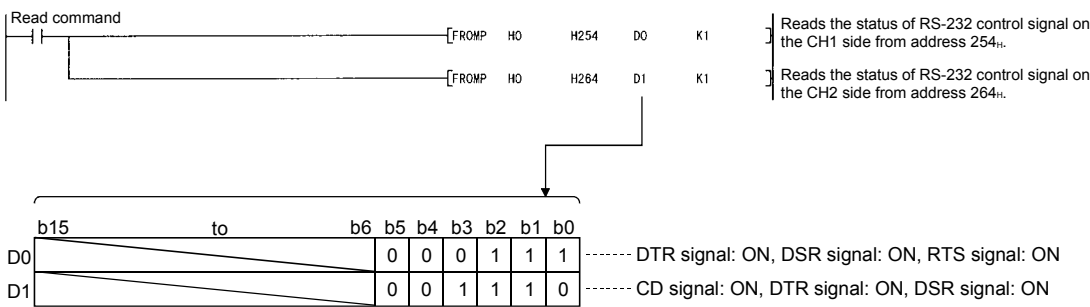 Read command
[FROMP H0 H254 D0 K1 ] Reads the status of RS-232 control signal on
the CH1 side from address 254H.
[FROMP H0 H264 D1 K1 ] Reads the status of RS-232 control signal on
the CH2 side from address 264H.
b15 to b6 b5 b4 b3 b2 b1 b0
D0 0 0 0 1 1 1 DTR signal: ON, DSR signal: ON, RTS signal: ON
D1 0 0 1 1 1 0 CD signal: ON, DTR signal: ON, DSR signal: ON